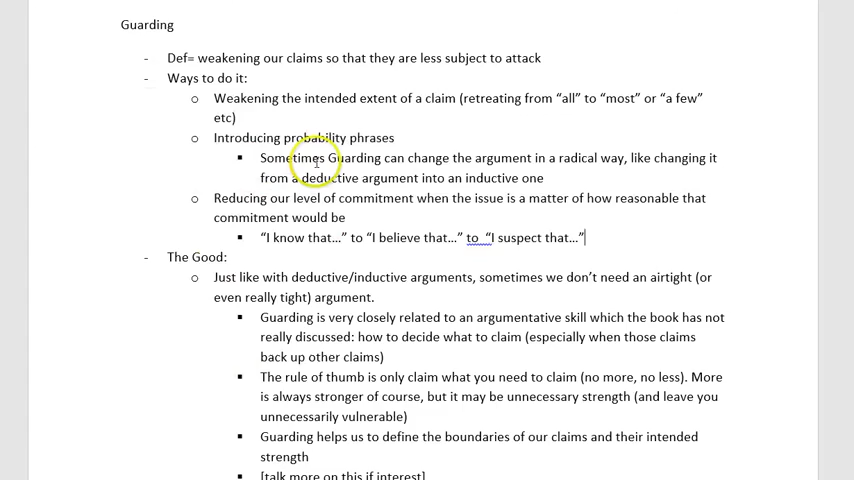 Guarding
- Def= weakening our claims so that they are less subject to attack
- Ways to do it:
o Weakening the intended extent of a claim (retreating from “all” to “most” or “a few”
etc)
o Introducing probability phrases
▪ Sometimes Guarding can change the argument in a radical way, like changing it
from a deductive argument into an inductive one
o Reducing our level of commitment when the issue is a matter of how reasonable that
commitment would be
▪ “I know that…” to “I believe that…” to “I suspect that…”
- The Good:
o Just like with deductive/inductive arguments, sometimes we don’t need an airtight (or
even really tight) argument.
▪ Guarding is very closely related to an argumentative skill which the book has not
really discussed: how to decide what to claim (especially when those claims
back up other claims)
▪ The rule of thumb is only claim what you need to claim (no more, no less). More
is always stronger of course, but it may be unnecessary strength (and leave you
unnecessarily vulnerable)
▪ Guarding helps us to define the boundaries of our claims and their intended
strength
▪ [talk more on this if interest]